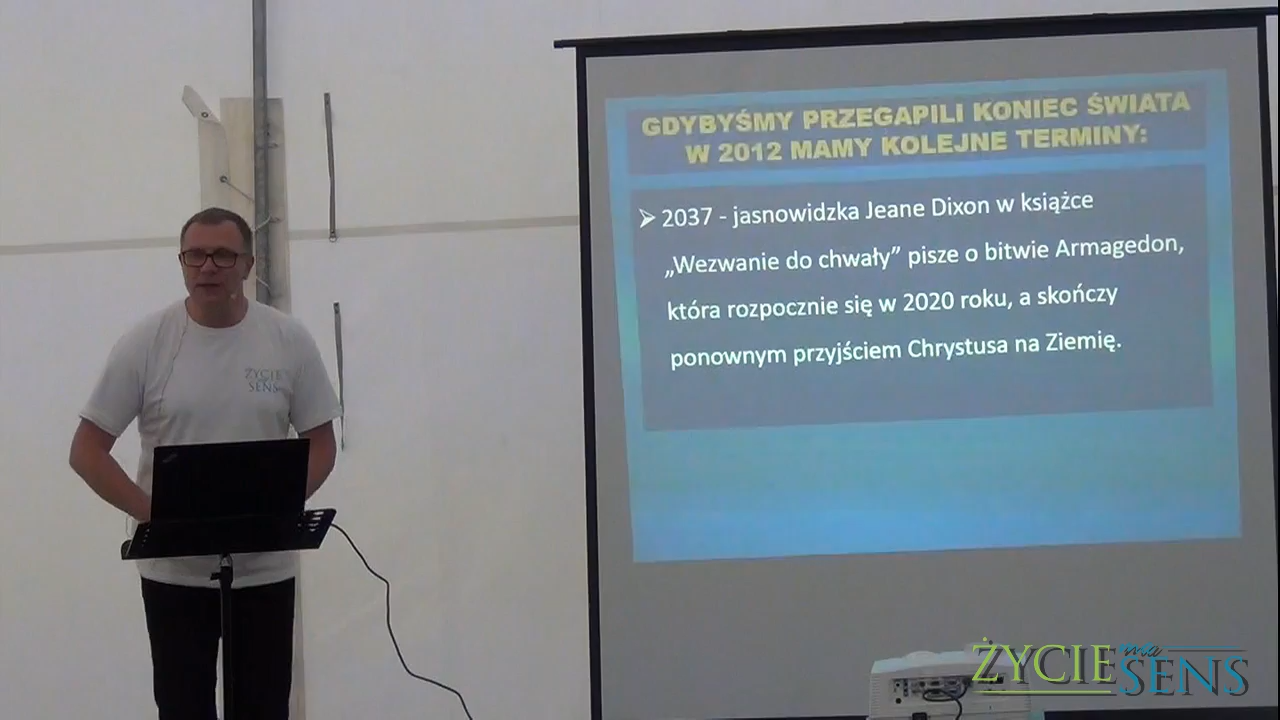 GDYBYŚMY PRZEGAPILI KONIEC ŚWIATA
W 2012 MAMY KOLEJNE TERMINY:
➢ 2037 - jasnowidzka Jeane Dixon w książce
„Wezwanie do chwały” pisze o bitwie Armagedon,
która rozpocznie się w 2020 roku, a skończy
ponownym przyjściem Chrystusa na Ziemię.
ŻYCIE
SENS
ŻYCIE ma
SENS